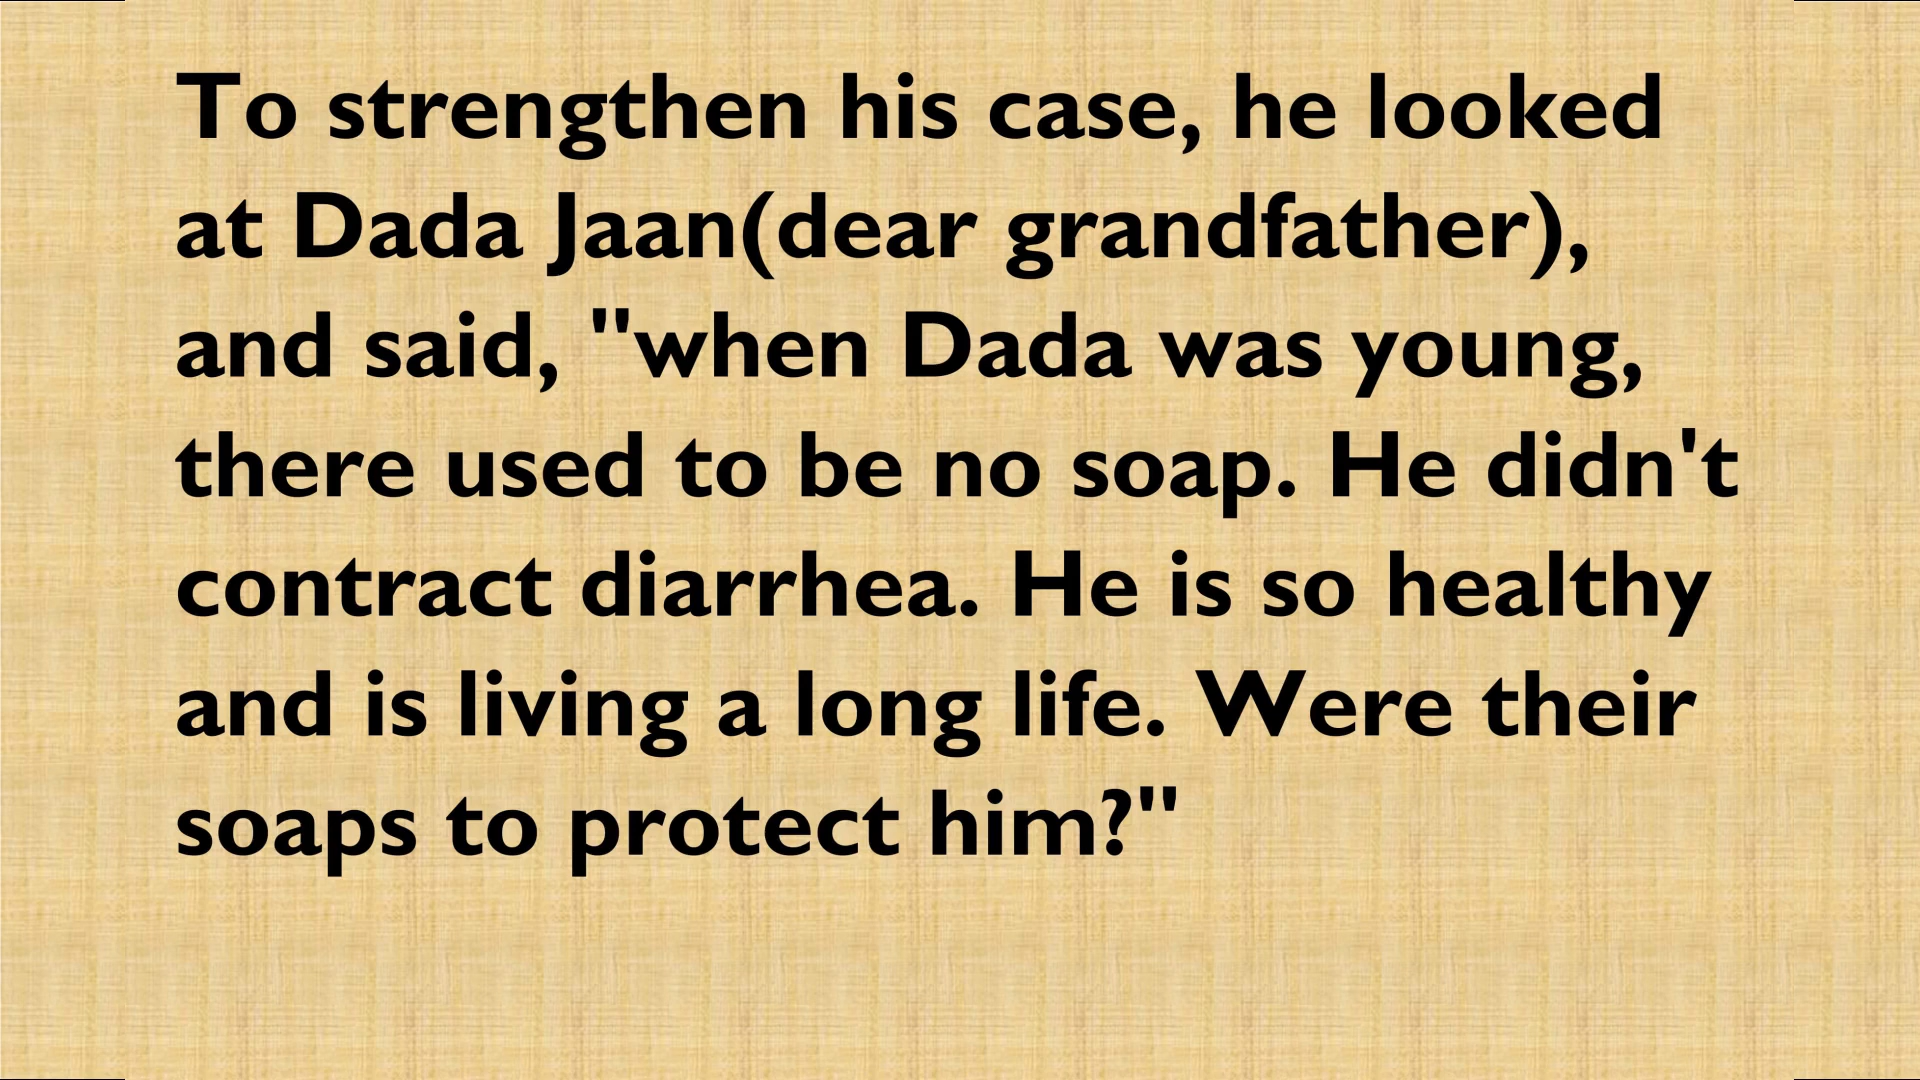 To strengthen his case, he looked
at Dada Jaan(dear grandfather),
and said, "when Dada was young,
there used to be no soap. He didn't
contract diarrhea. He is so healthy
and is living a long life. Were their
soaps to protect him?"